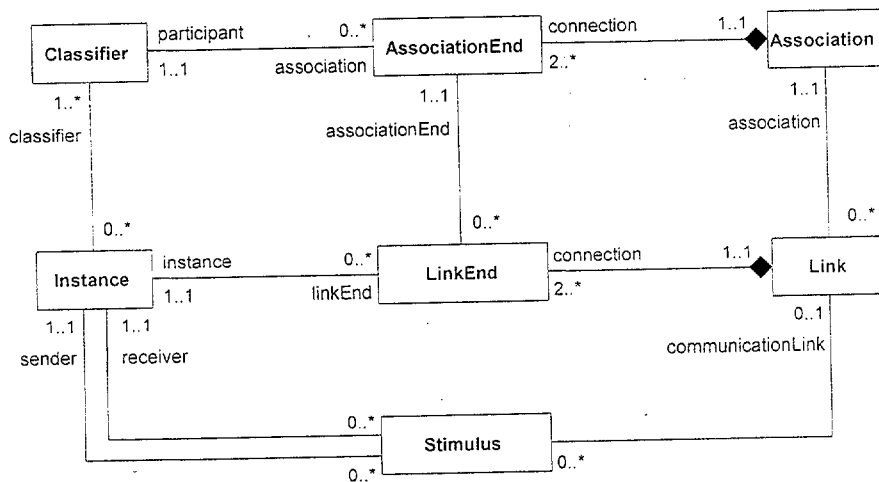 participant 0..* connection 1..1
Classifier AssociationEnd Association
1..1 association 2..*
1..* 1..1 1..1
classifier associationEnd association
0..* 0..* 0..*
instance 0..* connection 1..1
Instance LinkEnd Link
1..1 linkEnd 2..*
1..1 1..1 0..1
sender receiver communicationLink
0..*
Stimulus
0..* 0..*